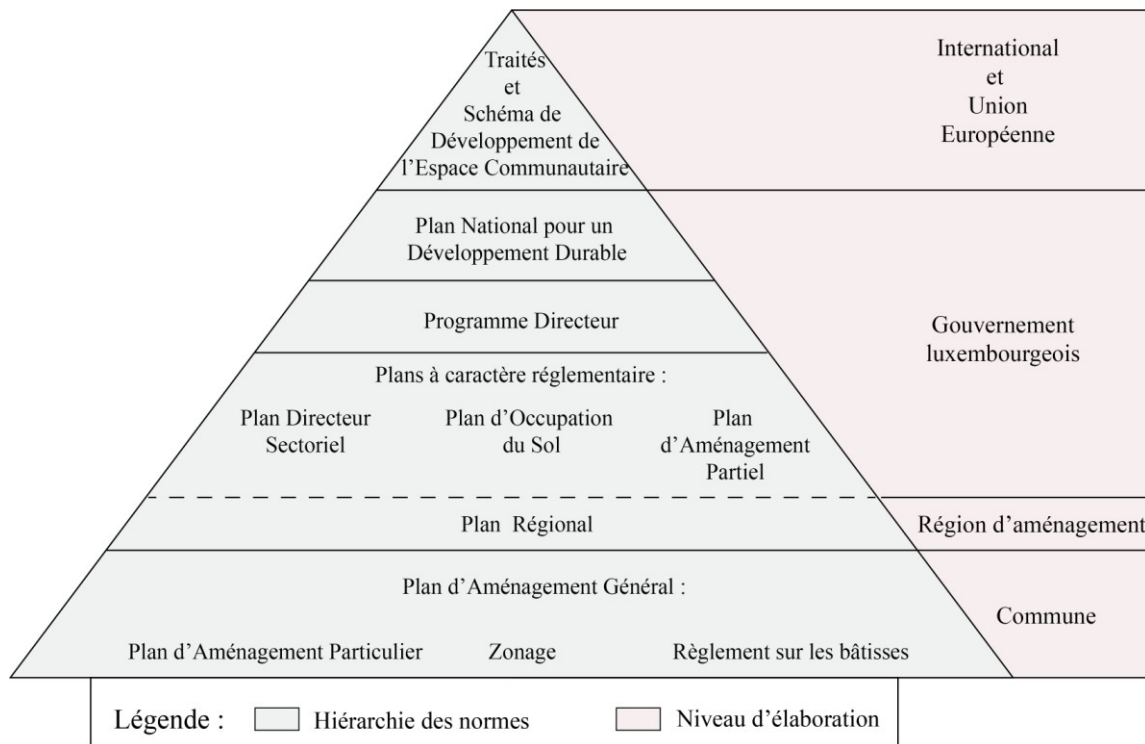 Traités
et
Schéma de
Développement de
l'Espace Communautaire
International
et
Union
Européenne
Plan National pour un
Développement Durable
Programme Directeur
Gouvernement
luxembourgeois
Plans à caractère réglementaire :
Plan Directeur
Sectoriel
Plan d'Occupation
du Sol
Plan
d'Aménagement
Partiel
Plan Régional
Région d'aménagement
Plan d'Aménagement Général :
Commune
Plan d'Aménagement Particulier
Zonage
Règlement sur les bâtisses
Légende :
Hiérarchie des normes
Niveau d'élaboration